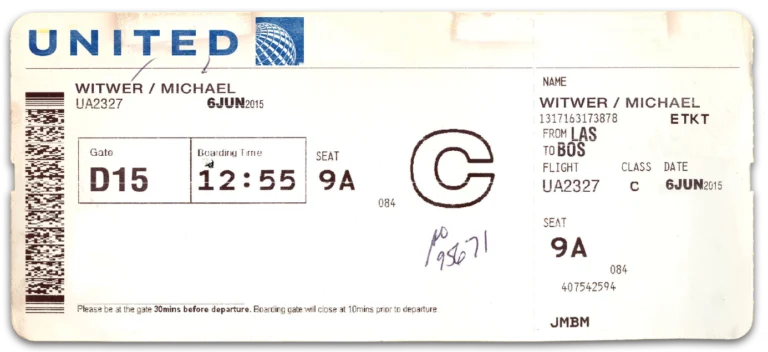 UNITED
WITWER / MICHAEL
UA2327 6JUN2015
Gate
D15
Boarding Time
12:55
SEAT
9A
084
C
95671
Please be at the gate 30mins before departure. Boarding gate will close at 10mins prior to departure
NAME
WITWER / MICHAEL
1317163173878 ETKT
FROM LAS
TO BOS
FLIGHT CLASS DATE
UA2327 C 6JUN2015
SEAT
9A
084
407542594
JMBM